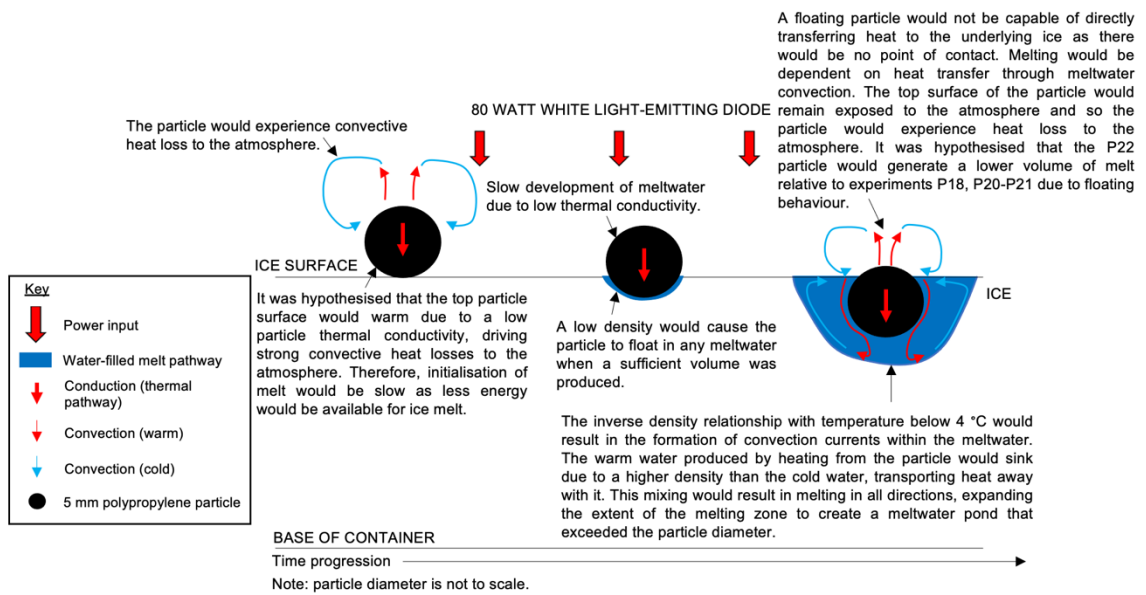 A floating particle would not be capable of directly
transferring heat to the underlying ice as there
would be no point of contact. Melting would be
dependent on heat transfer through meltwater
convection. The top surface of the particle would
remain exposed to the atmosphere and so the
particle would experience heat loss to the
atmosphere. It was hypothesised that the P22
particle would generate a lower volume of melt
relative to experiments P18, P20-P21 due to floating
behaviour.
80 WATT WHITE LIGHT-EMITTING DIODE
The particle would experience convective
heat loss to the atmosphere.
Slow development of meltwater
due to low thermal conductivity.
ICE SURFACE
ICE
Key
Power input
Water-filled melt pathway
Conduction (thermal
pathway)
Convection (warm)
Convection (cold)
5 mm polypropylene particle
It was hypothesised that the top particle
surface would warm due to a low
particle thermal conductivity, driving
strong convective heat losses to the
atmosphere. Therefore, initialisation of
melt would be slow as less energy
would be available for ice melt.
A low density would cause the
particle to float in any meltwater
when a sufficient volume was
produced.
The inverse density relationship with temperature below 4 °C would
result in the formation of convection currents within the meltwater.
The warm water produced by heating from the particle would sink
due to a higher density than the cold water, transporting heat away
with it. This mixing would result in melting in all directions, expanding
the extent of the melting zone to create a meltwater pond that
exceeded the particle diameter.
BASE OF CONTAINER
Time progression
Note: particle diameter is not to scale.